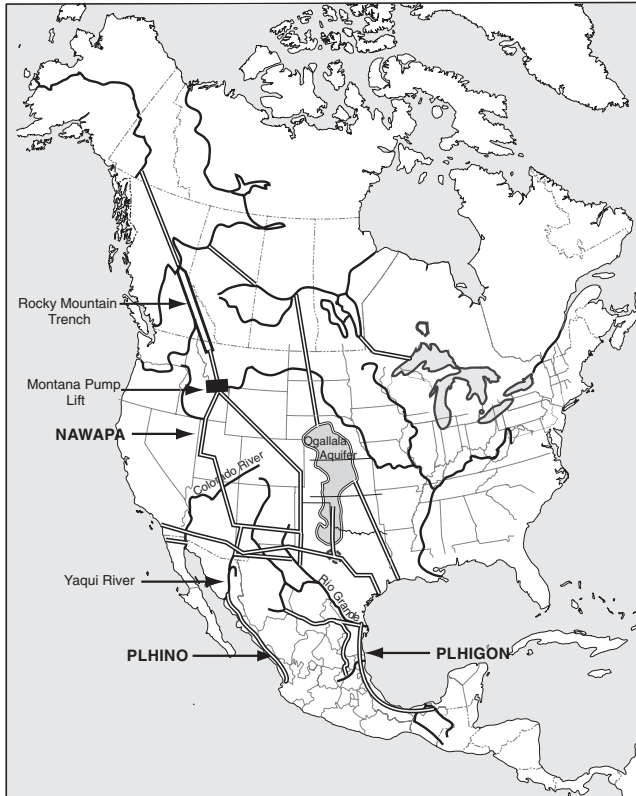 Rocky Mountain
Trench
Montana Pump
Lift
NAWAPA
Ogallala
Aquifer
Colorado River
Yaqui River
Rio Grande
PLHINO
PLHIGON